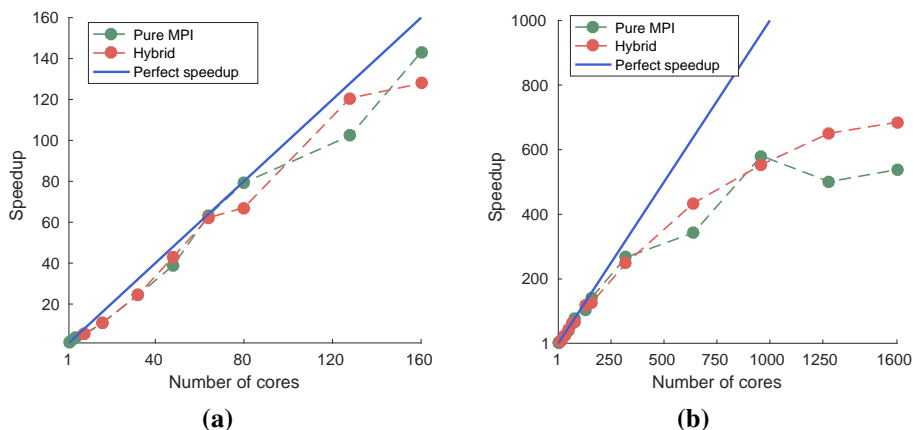 160
140
120
100
80
60
40
20
1
Speedup
Pure MPI
Hybrid
Perfect speedup
1 40 80 120 160
Number of cores
(a)
1000
800
600
400
200
1
Speedup
Pure MPI
Hybrid
Perfect speedup
1 250 500 750 1000 1250 1600
Number of cores
(b)